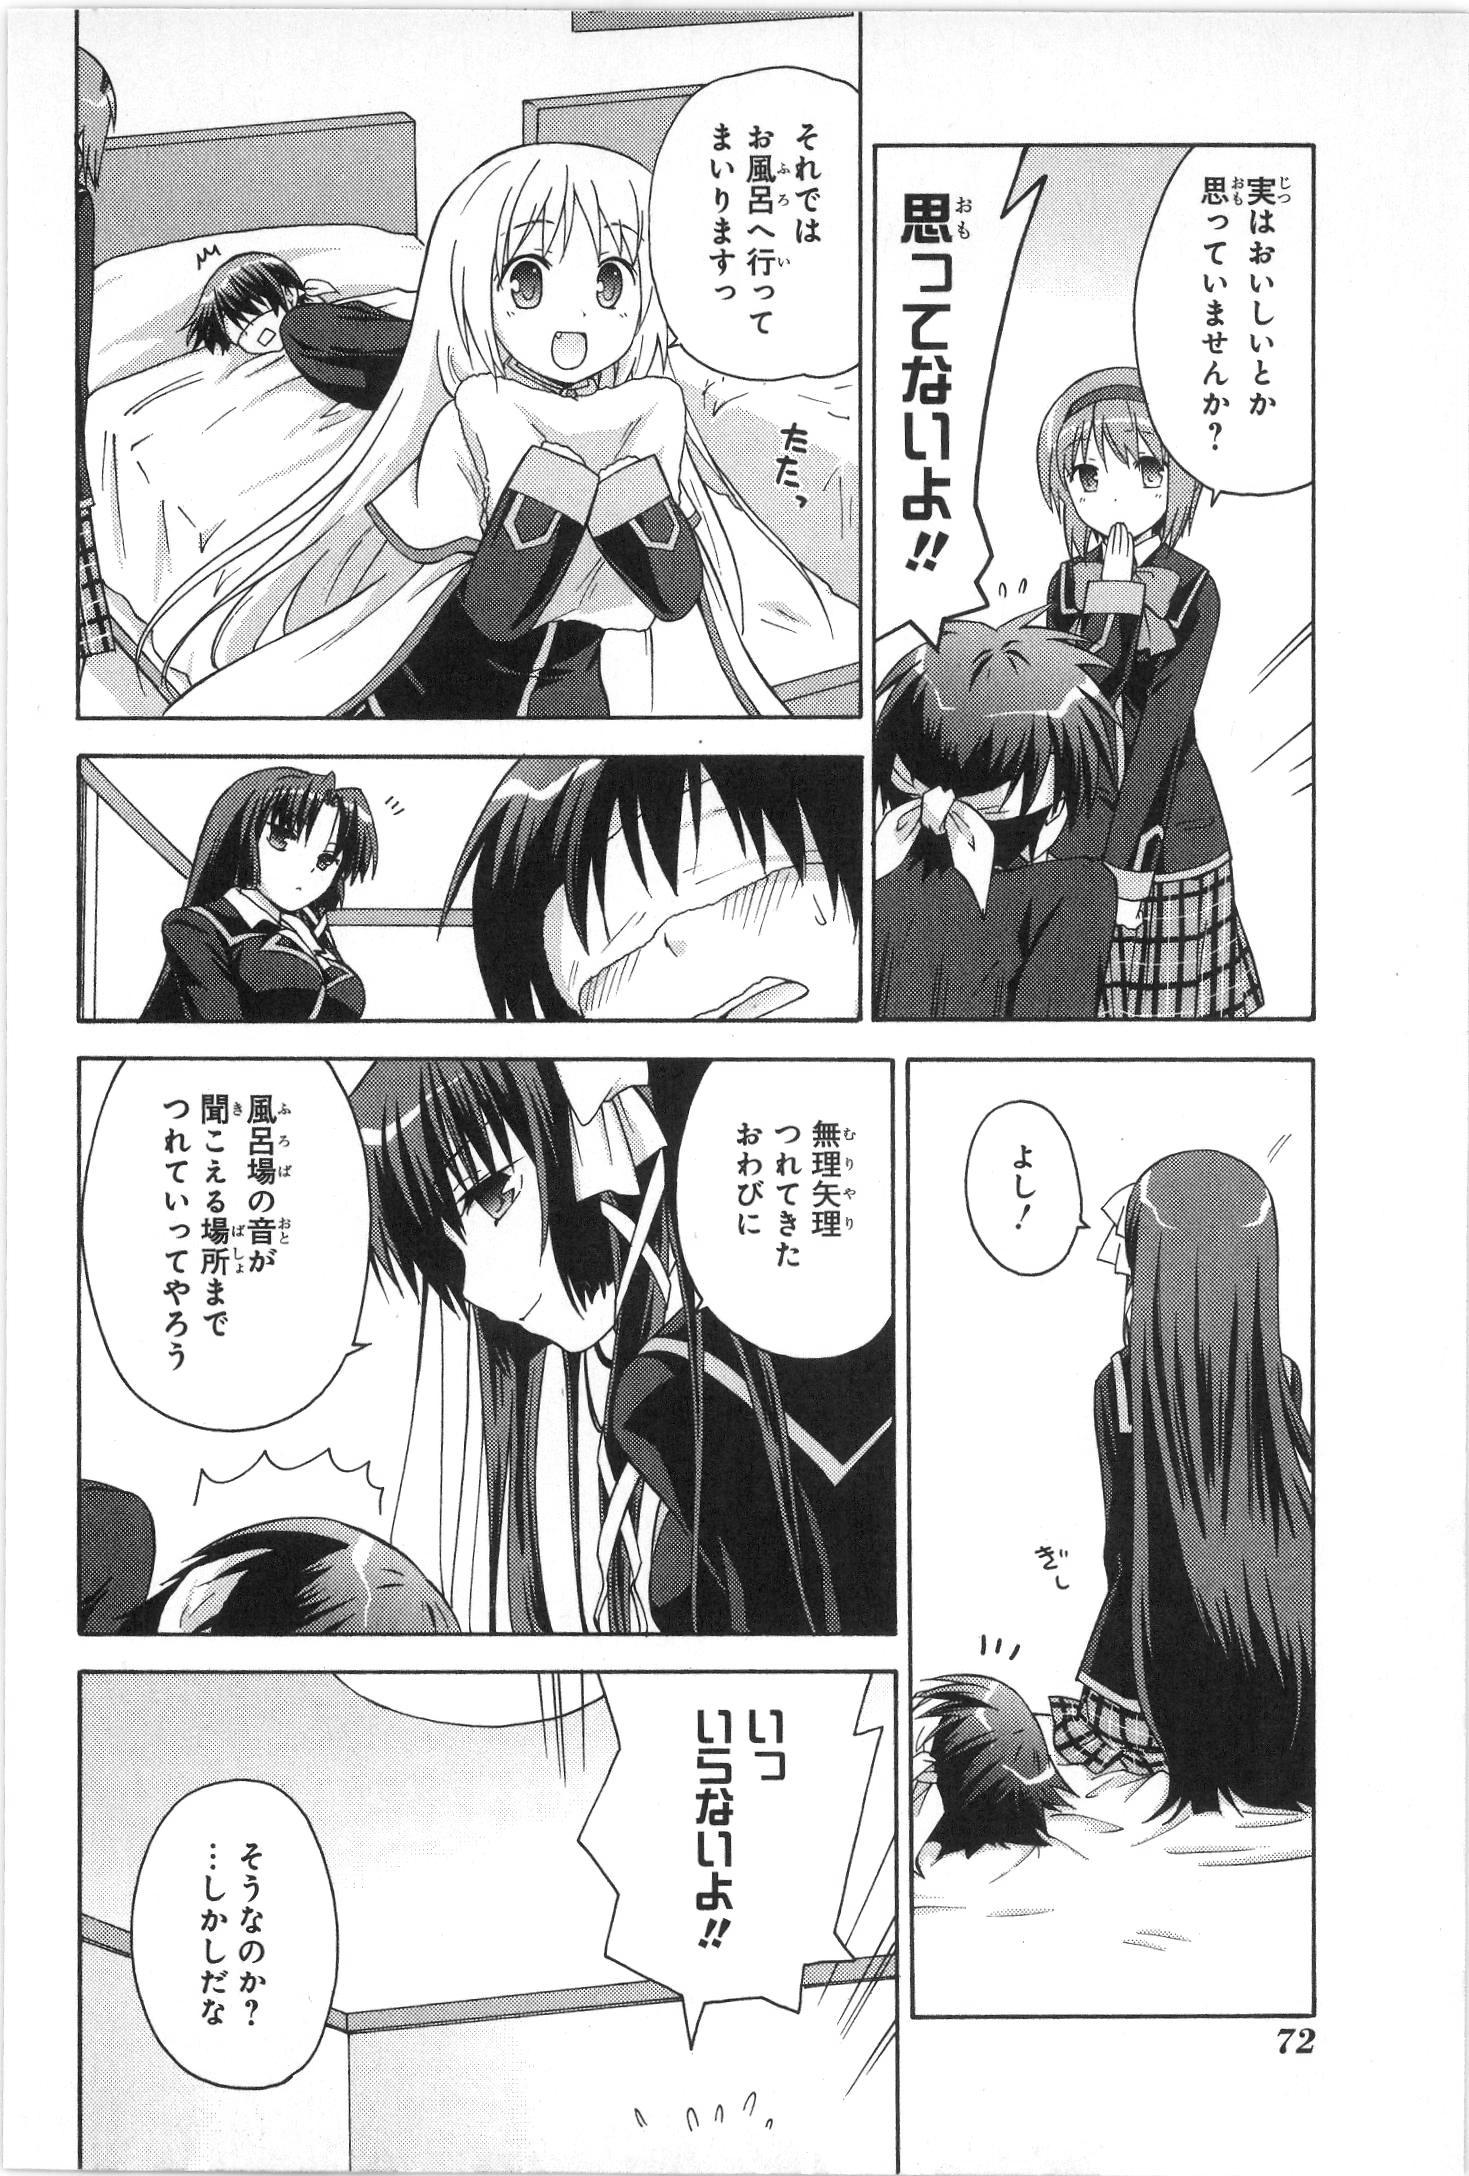 実はおいしいとか
思っていませんか?
思ってないよ!!
それでは
お風呂へ行って
まいりますっ
たたっ
よし!
ぎし
無理矢理
つれてきた
おわびに
風呂場の音が
聞こえる場所まで
つれていってやろう
いっ
いらないよ!!
そうなのか?
…しかしだな
72